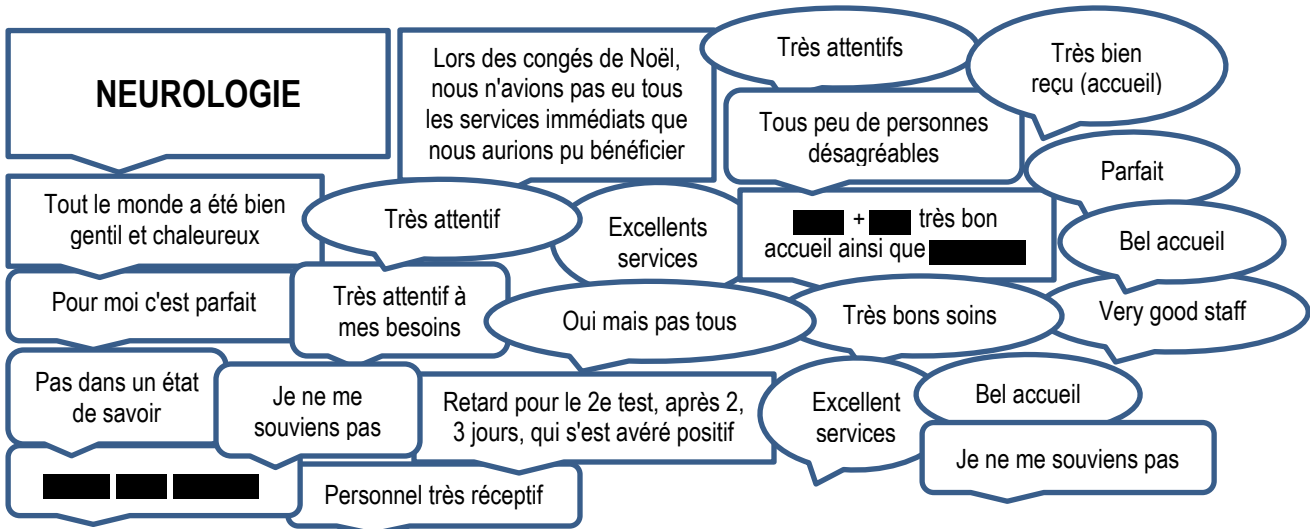 NEUROLOGIE
Lors des congés de Noël,
nous n'avions pas eu tous
les services immédiats que
nous aurions pu bénéficier
Très attentifs
Très bien
reçu (accueil)
Tous peu de personnes
désagréables
Parfait
Tout le monde a été bien
gentil et chaleureux
Très attentif
Excellents
services
+ très bon
accueil ainsi que
Bel accueil
Pour moi c'est parfait
Très attentif à
mes besoins
Oui mais pas tous
Très bons soins
Very good staff
Pas dans un état
de savoir
Je ne me
souviens pas
Retard pour le 2e test, après 2,
3 jours, qui s'est avéré positif
Excellent
services
Bel accueil
Je ne me souviens pas
Personnel très réceptif